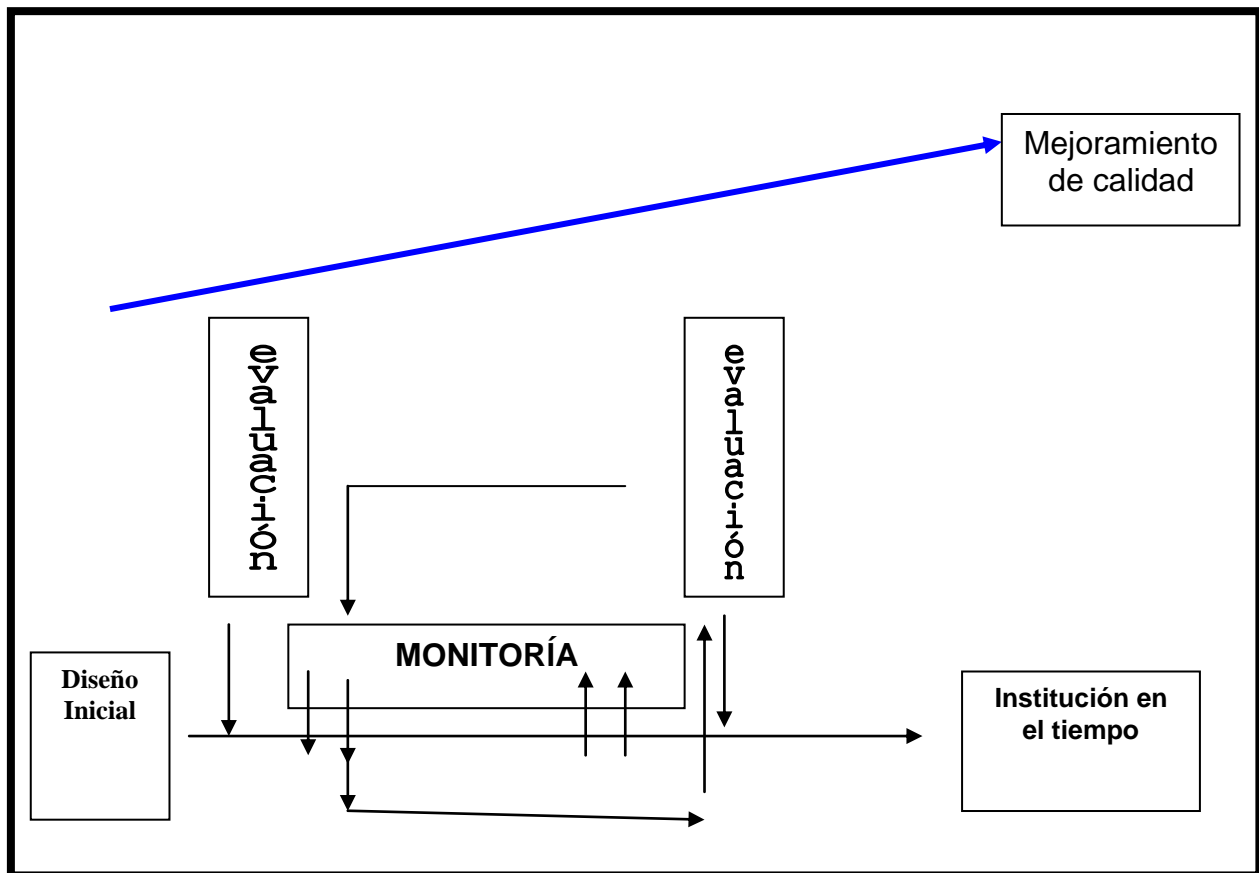 Mejoramiento
de calidad
evaluación
evaluación
MONITORÍA
Diseño
Inicial
Institución en
el tiempo